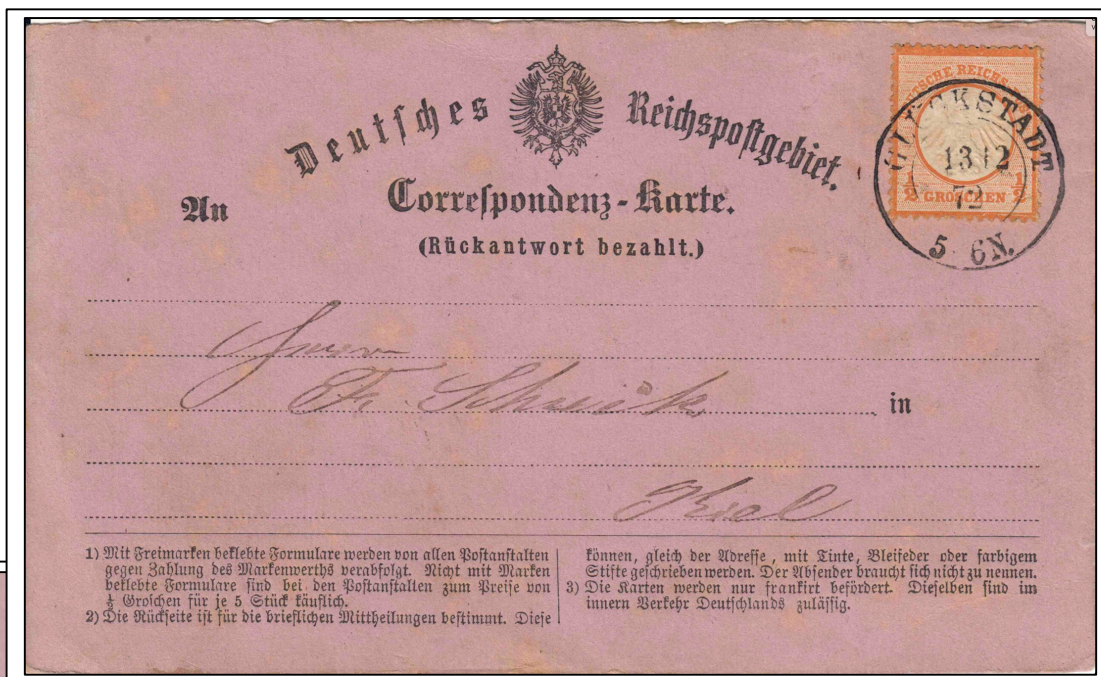 Deutsches Reichspostgebiet.
DEUTSCHE REICHS
½ GROSCHEN ½
GLÜCKSTADT
13 12
72
5-6N.
An
Correspondenz-Karte.
(Rückantwort bezahlt.)
Herrn
Fr.
in
Kiel
1) Mit Freimarken beklebte Formulare werden von allen Postanstalten
gegen Zahlung des Markenwerths verabfolgt. Nicht mit Marken
beklebte Formulare sind bei den Postanstalten zum Preise von
½ Groschen für je 5 Stück käuflich.
2) Die Rückseite ist für die brieflichen Mittheilungen bestimmt. Diese
können, gleich der Adresse, mit Tinte, Bleifeder oder farbigem
Stifte geschrieben werden. Der Absender braucht sich nicht zu nennen.
3) Die Karten werden nur frankirt befördert. Dieselben sind im
innern Verkehr Deutschlands zulässig.